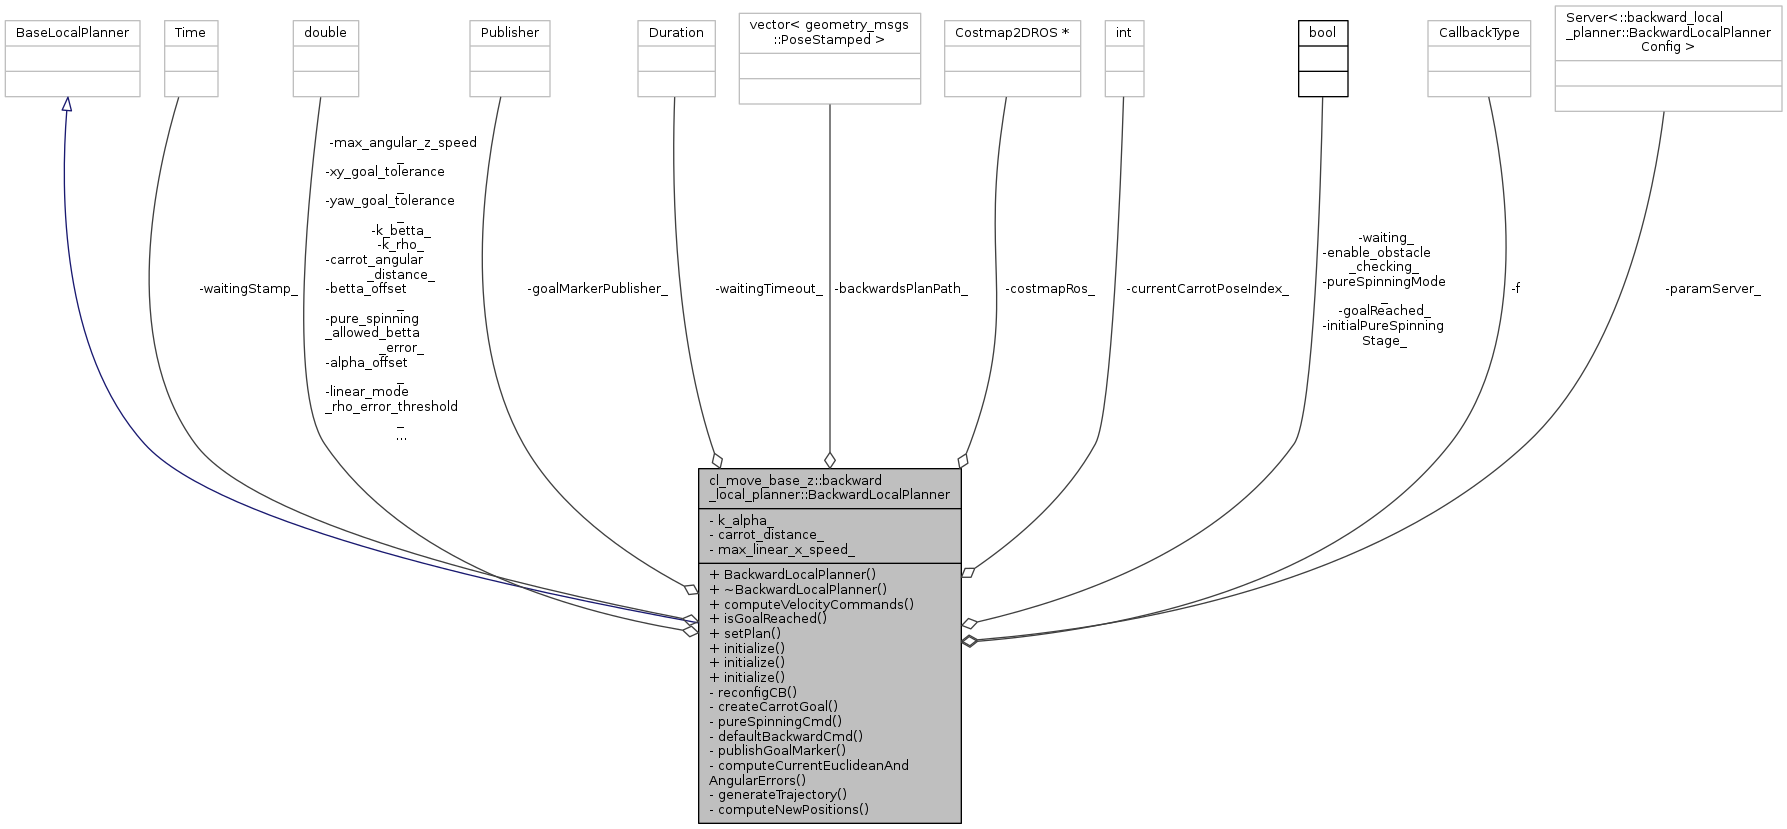 BaseLocalPlanner
Time
double
Publisher
Duration
vector< geometry_msgs
::PoseStamped >
Costmap2DROS *
int
bool
CallbackType
Server<::backward_local
_planner::BackwardLocalPlanner
Config >
-waitingStamp_
-max_angular_z_speed
_
-xy_goal_tolerance
_
-yaw_goal_tolerance
_
-k_betta_
-k_rho_
-carrot_angular
_distance_
-betta_offset
_
-pure_spinning
_allowed_betta
_error_
-alpha_offset
_
-linear_mode
_rho_error_threshold
_
...
-goalMarkerPublisher_
-waitingTimeout_
-backwardsPlanPath_
-costmapRos_
-currentCarrotPoseIndex_
-waiting_
-enable_obstacle
_checking_
-pureSpinningMode
_
-goalReached_
-initialPureSpinning
Stage_
-f
-paramServer_
cl_move_base_z::backward
_local_planner::BackwardLocalPlanner
- k_alpha_
- carrot_distance_
- max_linear_x_speed_
+ BackwardLocalPlanner()
+ ~BackwardLocalPlanner()
+ computeVelocityCommands()
+ isGoalReached()
+ setPlan()
+ initialize()
+ initialize()
+ initialize()
- reconfigCB()
- createCarrotGoal()
- pureSpinningCmd()
- defaultBackwardCmd()
- publishGoalMarker()
- computeCurrentEuclideanAnd
AngularErrors()
- generateTrajectory()
- computeNewPositions()